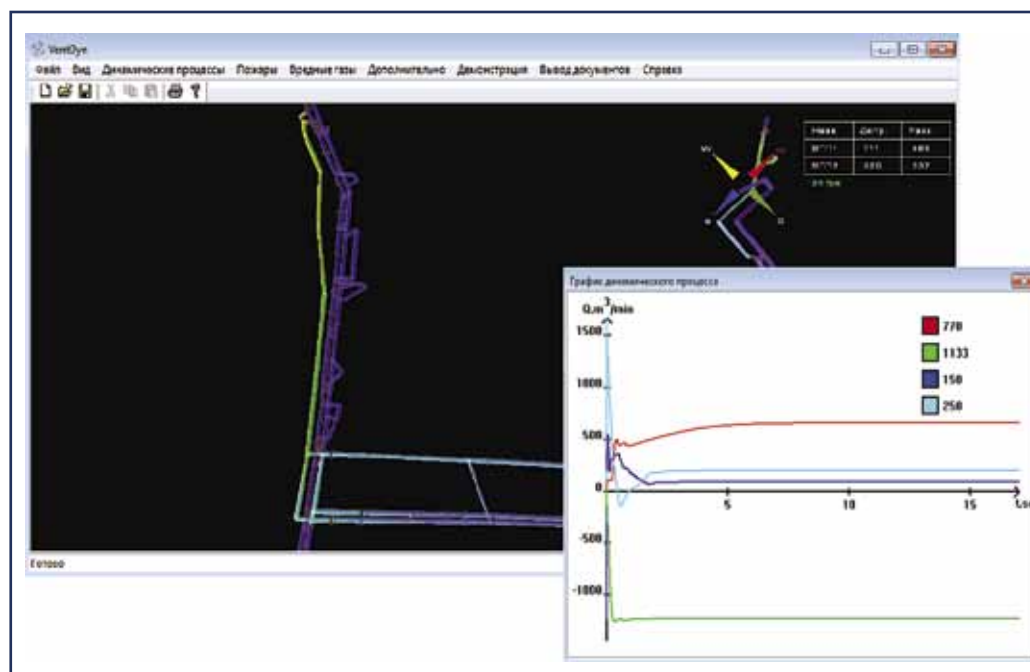 VentDyn
Файл Вид Динамические процессы Пожары Вредные газы Дополнительно Демонстрация Вывод документов Справка
График динамического процесса
Q,m³/min
1500
1000
500
0
-500
-1000
5 10 15
770
1133
150
250
Готово